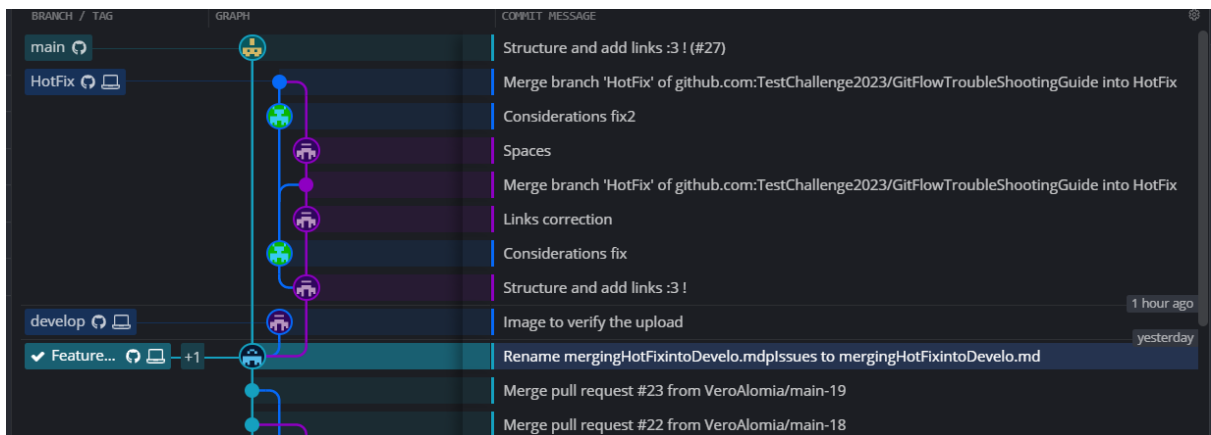 BRANCH / TAG GRAPH COMMIT MESSAGE
main Structure and add links :3 ! (#27)
HotFix Merge branch 'HotFix' of github.com:TestChallenge2023/GitFlowTroubleShootingGuide into HotFix
Considerations fix2
Spaces
Merge branch 'HotFix' of github.com:TestChallenge2023/GitFlowTroubleShootingGuide into HotFix
Links correction
Considerations fix
Structure and add links :3 !
1 hour ago
develop Image to verify the upload
yesterday
Feature... +1 Rename mergingHotFixintoDevelo.mdpIssues to mergingHotFixintoDevelo.md
Merge pull request #23 from VeroAlomia/main-19
Merge pull request #22 from VeroAlomia/main-18